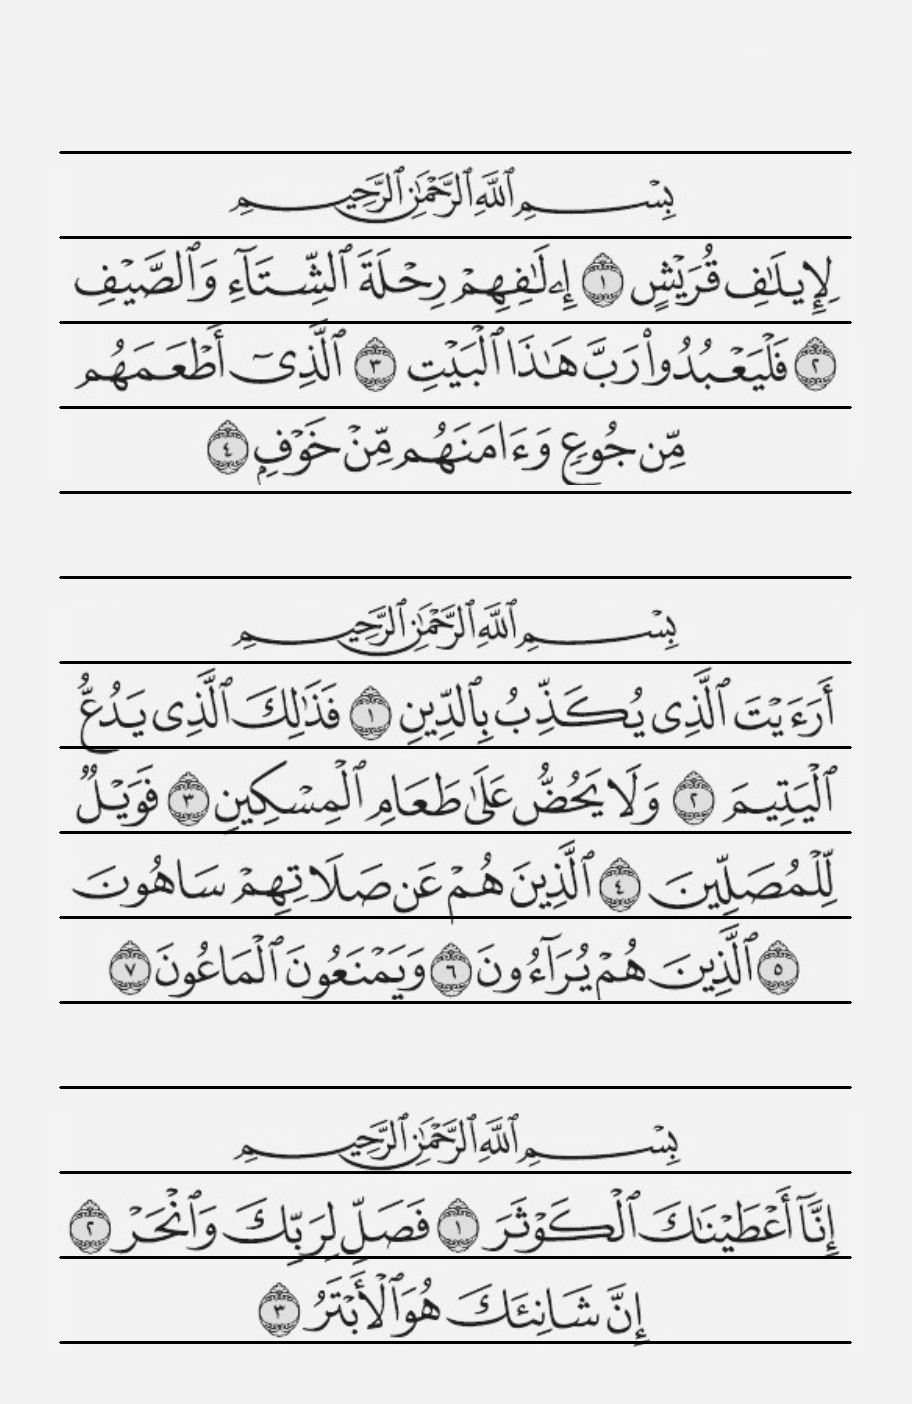 بِسْمِ ٱللَّهِ ٱلرَّحْمَٰنِ ٱلرَّحِيمِ
لِإِيلَٰفِ قُرَيْشٍ ١ إِۦلَٰفِهِمْ رِحْلَةَ ٱلشِّتَآءِ وَٱلصَّيْفِ
٢ فَلْيَعْبُدُوا۟ رَبَّ هَٰذَا ٱلْبَيْتِ ٣ ٱلَّذِىٓ أَطْعَمَهُم
مِّن جُوعٍ وَءَامَنَهُم مِّنْ خَوْفٍ ٤
بِسْمِ ٱللَّهِ ٱلرَّحْمَٰنِ ٱلرَّحِيمِ
أَرَءَيْتَ ٱلَّذِى يُكَذِّبُ بِٱلدِّينِ ١ فَذَٰلِكَ ٱلَّذِى يَدُعُّ
ٱلْيَتِيمَ ٢ وَلَا يَحُضُّ عَلَىٰ طَعَامِ ٱلْمِسْكِينِ ٣ فَوَيْلٌ
لِّلْمُصَلِّينَ ٤ ٱلَّذِينَ هُمْ عَن صَلَاتِهِمْ سَاهُونَ
٥ ٱلَّذِينَ هُمْ يُرَآءُونَ ٦ وَيَمْنَعُونَ ٱلْمَاعُونَ ٧
بِسْمِ ٱللَّهِ ٱلرَّحْمَٰنِ ٱلرَّحِيمِ
إِنَّآ أَعْطَيْنَٰكَ ٱلْكَوْثَرَ ١ فَصَلِّ لِرَبِّكَ وَٱنْحَرْ ٢
إِنَّ شَانِئَكَ هُوَ ٱلْأَبْتَرُ ٣